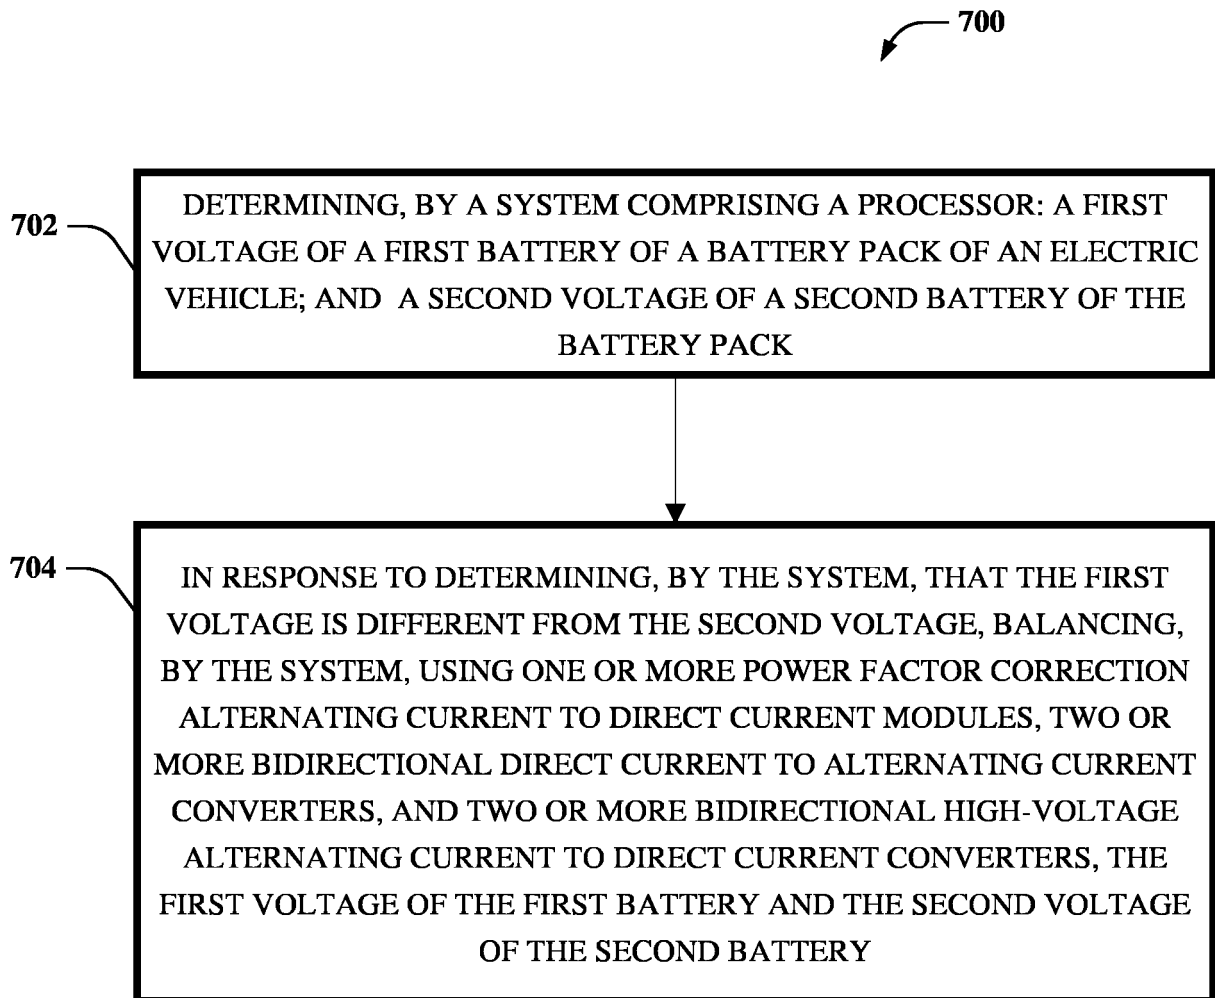 700
702
DETERMINING, BY A SYSTEM COMPRISING A PROCESSOR: A FIRST
VOLTAGE OF A FIRST BATTERY OF A BATTERY PACK OF AN ELECTRIC
VEHICLE; AND A SECOND VOLTAGE OF A SECOND BATTERY OF THE
BATTERY PACK
704
IN RESPONSE TO DETERMINING, BY THE SYSTEM, THAT THE FIRST
VOLTAGE IS DIFFERENT FROM THE SECOND VOLTAGE, BALANCING,
BY THE SYSTEM, USING ONE OR MORE POWER FACTOR CORRECTION
ALTERNATING CURRENT TO DIRECT CURRENT MODULES, TWO OR
MORE BIDIRECTIONAL DIRECT CURRENT TO ALTERNATING CURRENT
CONVERTERS, AND TWO OR MORE BIDIRECTIONAL HIGH-VOLTAGE
ALTERNATING CURRENT TO DIRECT CURRENT CONVERTERS, THE
FIRST VOLTAGE OF THE FIRST BATTERY AND THE SECOND VOLTAGE
OF THE SECOND BATTERY